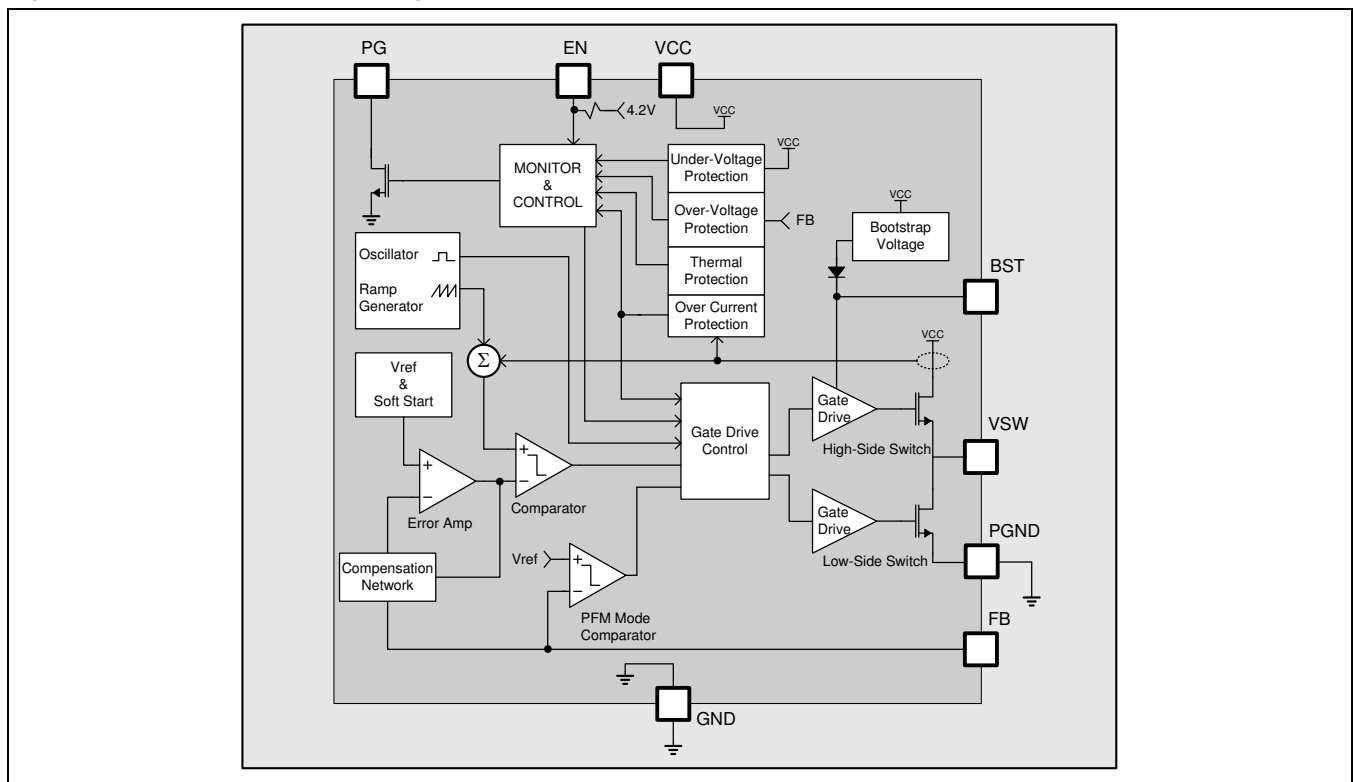 PG
EN
VCC
4.2V
VCC
MONITOR
&
CONTROL
Under-Voltage
Protection
VCC
Over-Voltage
Protection
FB
Thermal
Protection
Over Current
Protection
VCC
Bootstrap
Voltage
BST
Oscillator
Ramp
Generator
Σ
VCC
Vref
&
Soft Start
Gate Drive
Control
Gate
Drive
High-Side Switch
VSW
+
−
Error Amp
+
−
Comparator
Gate
Drive
Low-Side Switch
PGND
Compensation
Network
Vref
+
−
PFM Mode
Comparator
FB
GND